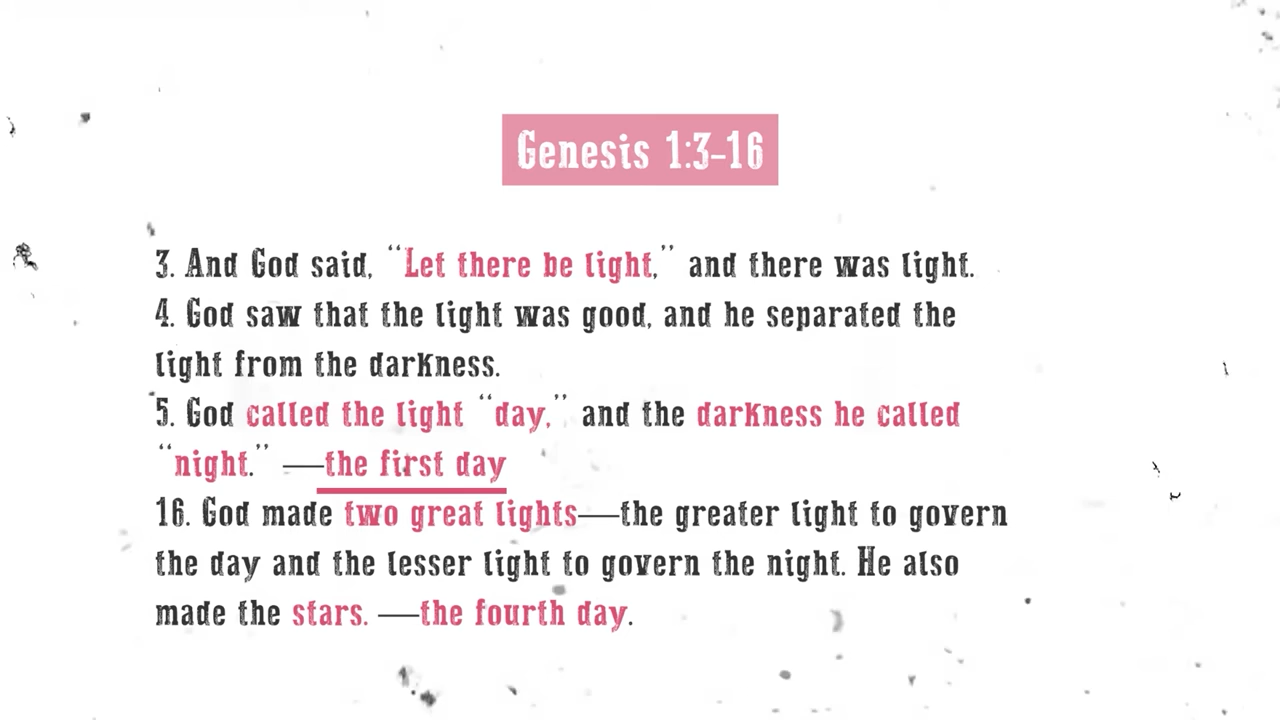 Genesis 1:3-16
3. And God said, “Let there be light,” and there was light.
4. God saw that the light was good, and he separated the
light from the darkness.
5. God called the light “day,” and the darkness he called
“night.” —the first day
16. God made two great lights—the greater light to govern
the day and the lesser light to govern the night. He also
made the stars. —the fourth day.